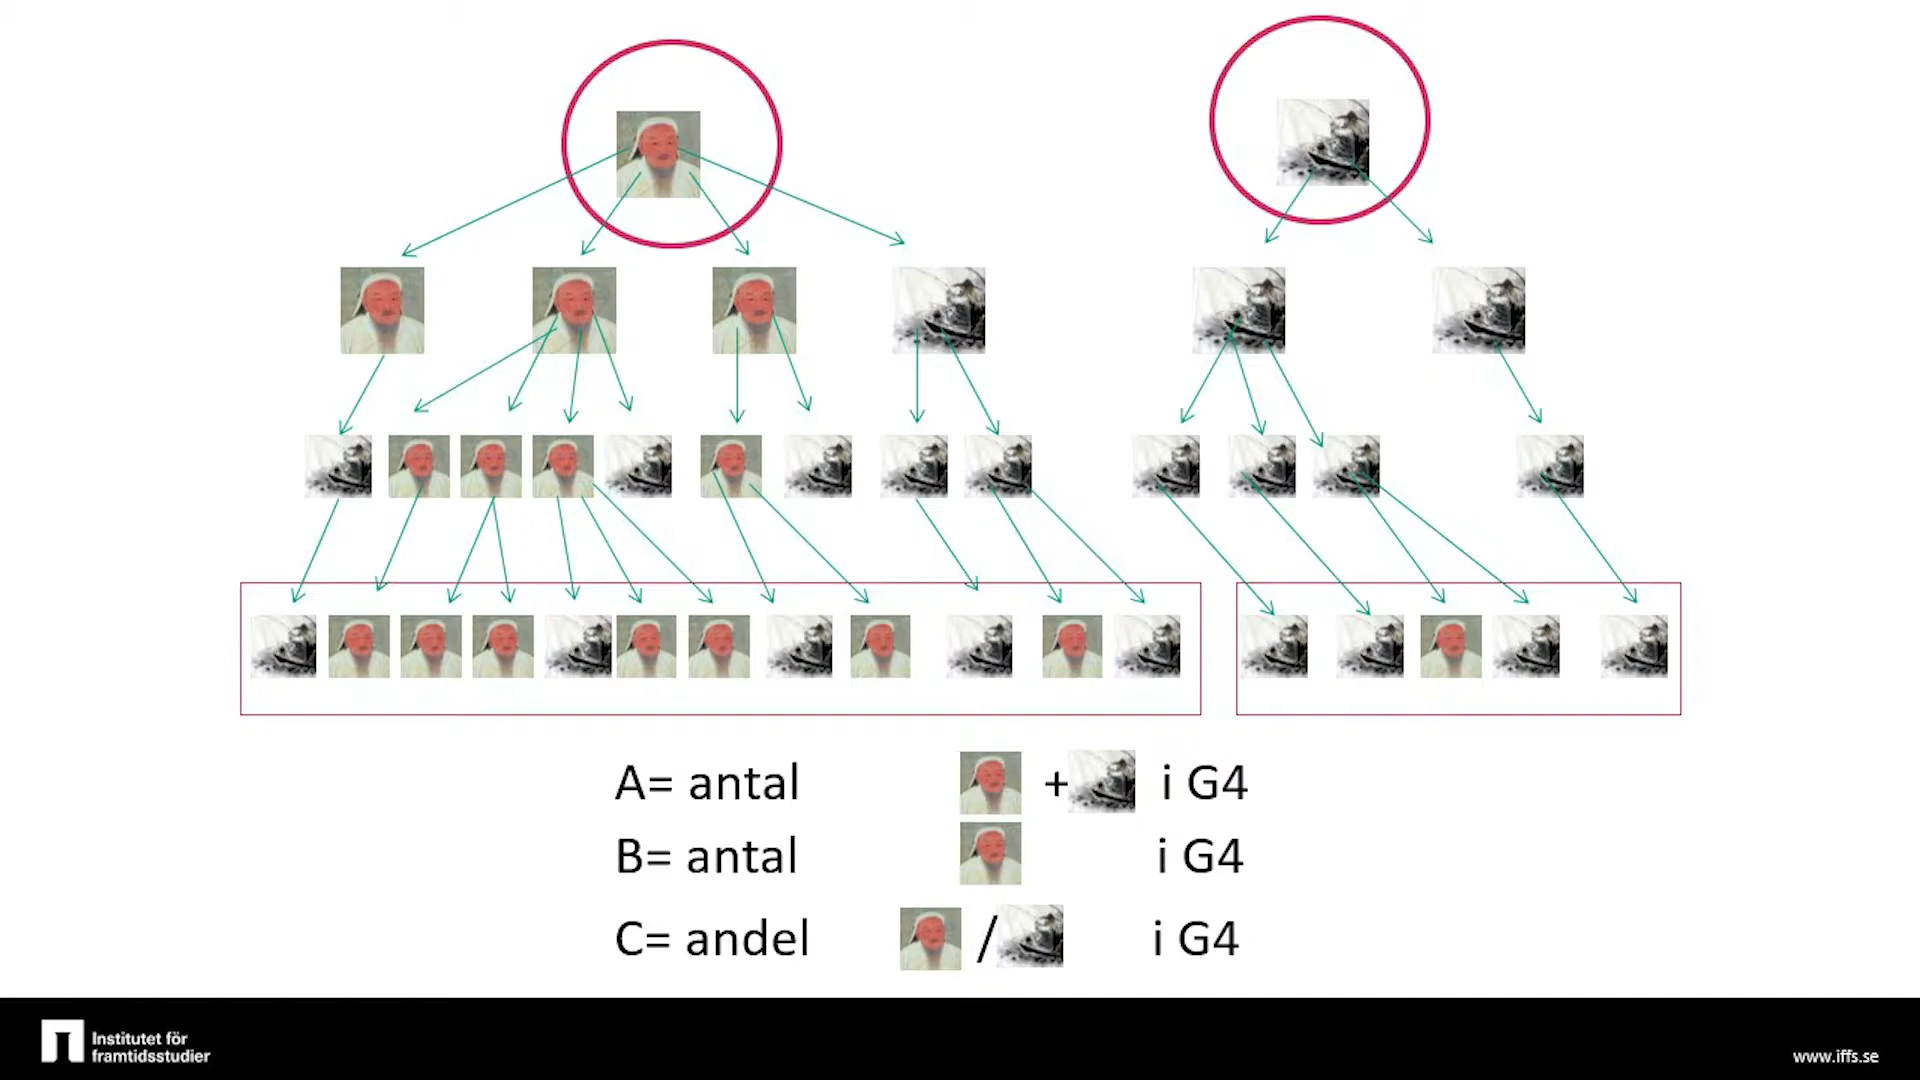 A= antal + i G4
B= antal i G4
C= andel / i G4
Institutet för
framtidsstudier
www.iffs.se